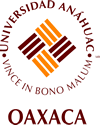 UNIVERSIDAD ANÁHUAC
• VINCE IN BONO MALUM •
OAXACA